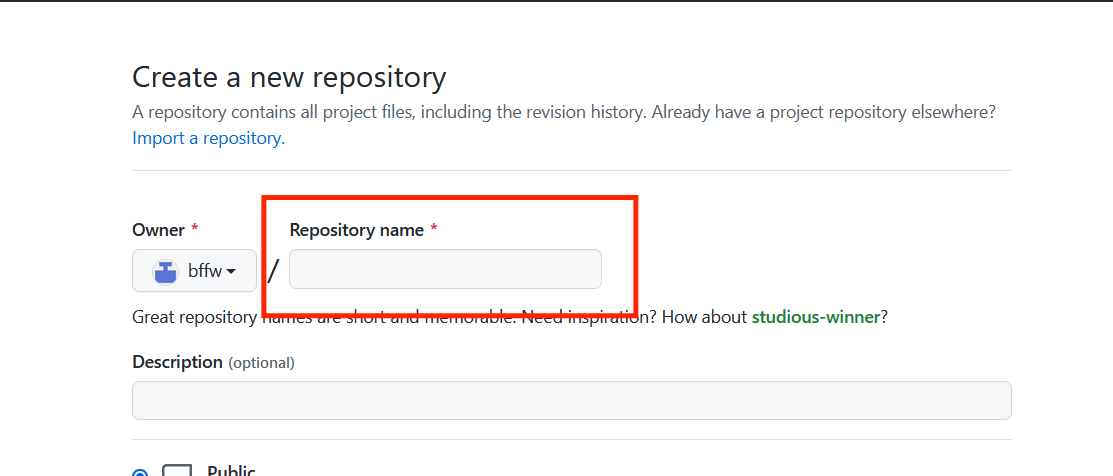 Create a new repository
A repository contains all project files, including the revision history. Already have a project repository elsewhere?
Import a repository.
Owner * Repository name *
bffw /
Great repository names are short and memorable. Need inspiration? How about studious-winner?
Description (optional)
Public